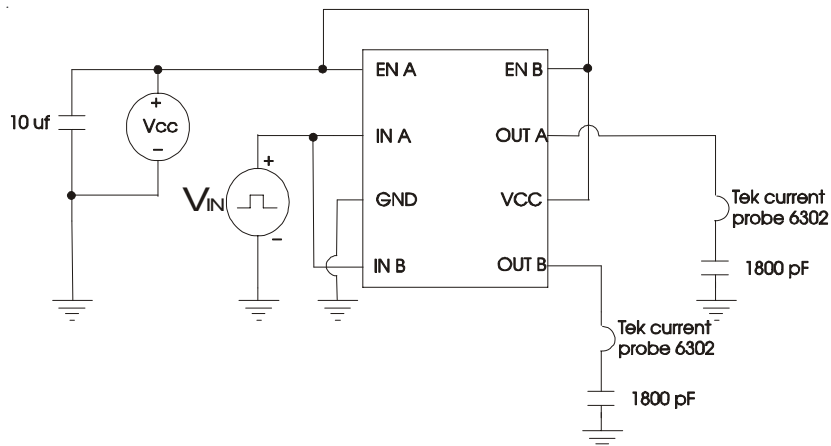 EN A
EN B
10 uf
+
Vcc
–
IN A
OUT A
+
VIN
–
GND
VCC
Tek current
probe 6302
IN B
OUT B
1800 pF
Tek current
probe 6302
1800 pF